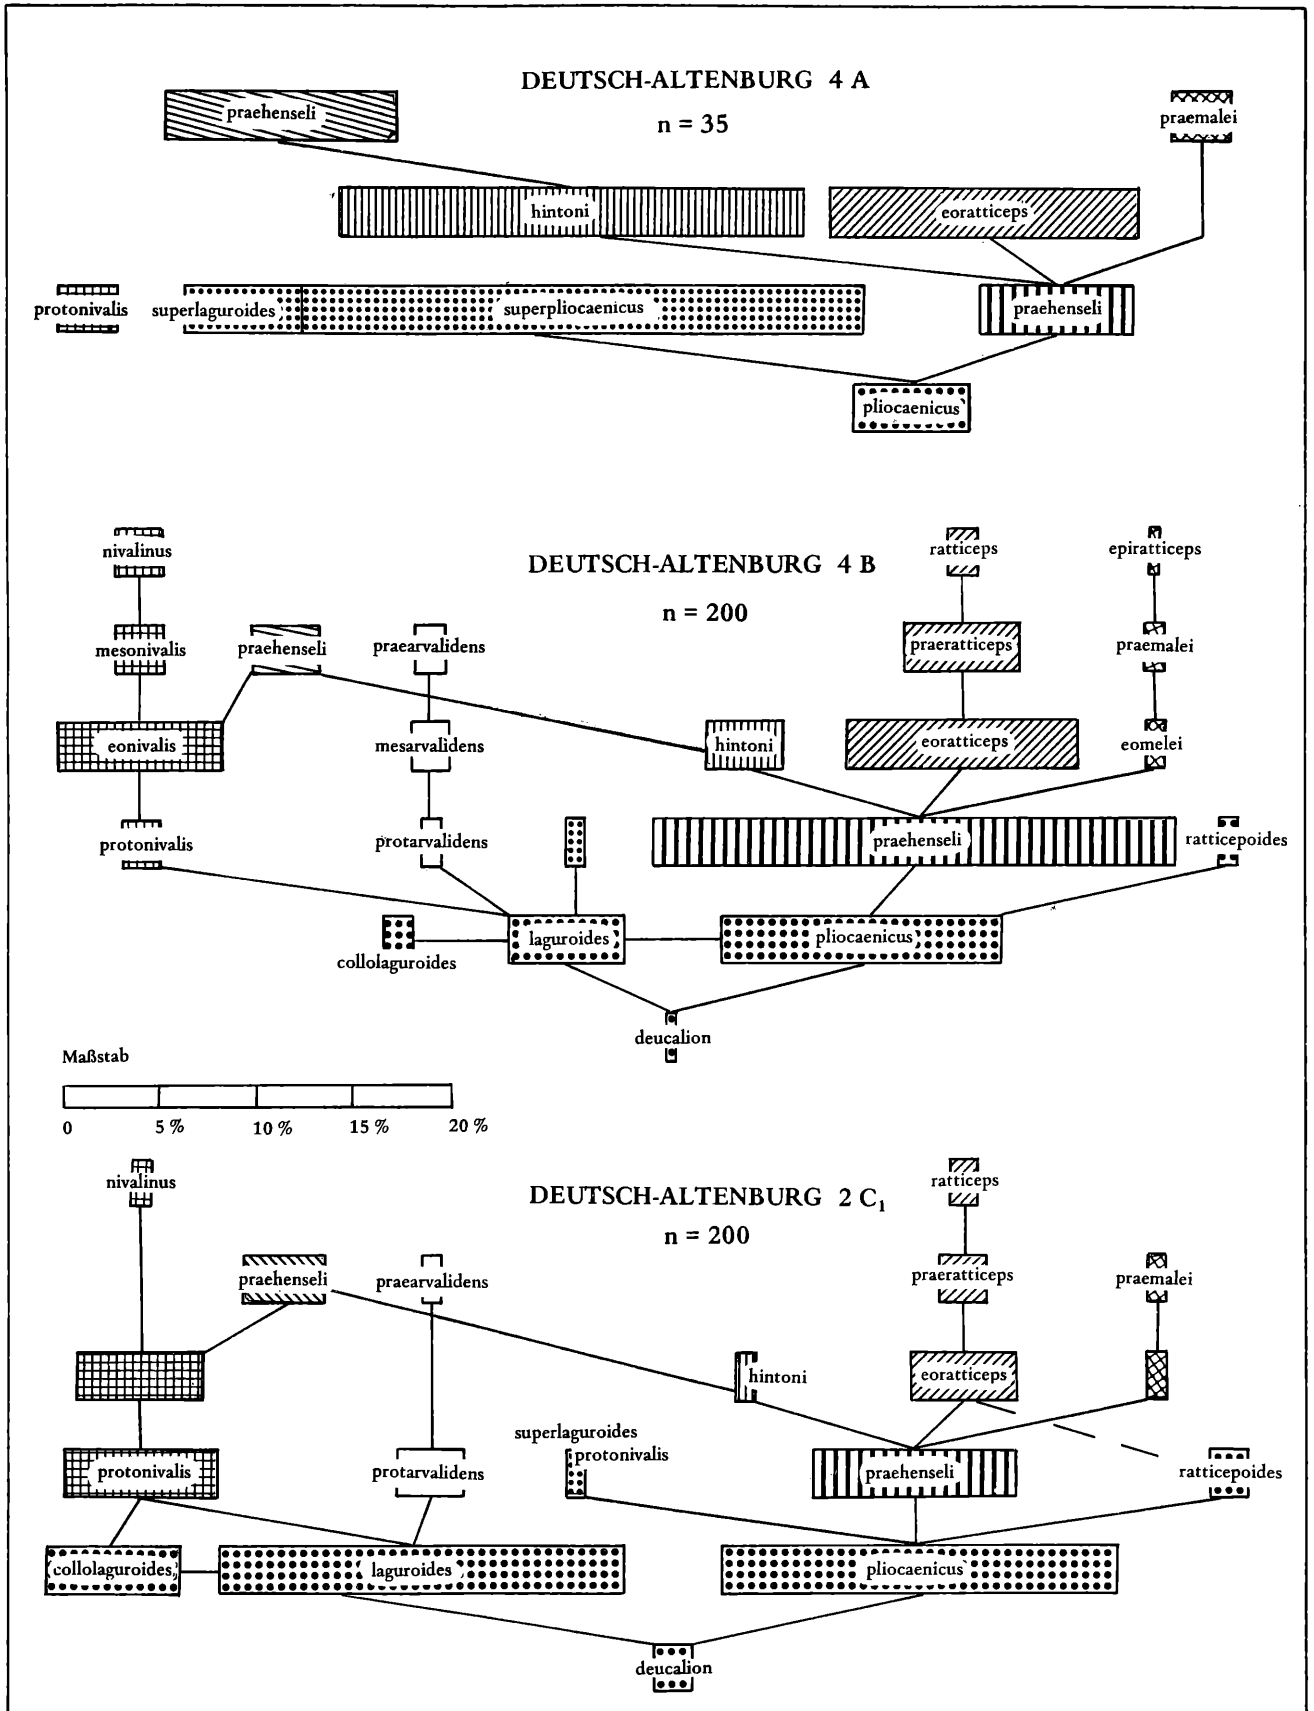 DEUTSCH-ALTENBURG 4 A
n = 35
praehenseli
praemalei
hintoni
eoratticeps
protonivalis
superlaguroides
superpliocaenicus
praehenseli
pliocaenicus
DEUTSCH-ALTENBURG 4 B
n = 200
nivalinus
ratticeps
epiratticeps
mesonivalis
praehenseli
praearvalidens
praeratticeps
praemalei
eonivalis
mesarvalidens
hintoni
eoratticeps
eomelei
protonivalis
protarvalidens
praehenseli
ratticepoides
laguroides
pliocaenicus
collolaguroides
deucalion
Maßstab
0 5 % 10 % 15 % 20 %
DEUTSCH-ALTENBURG 2 C₁
n = 200
nivalinus
ratticeps
praehenseli
praearvalidens
praeratticeps
praemalei
hintoni
eoratticeps
superlaguroides
protonivalis
protonivalis
protarvalidens
praehenseli
ratticepoides
collolaguroides
laguroides
pliocaenicus
deucalion